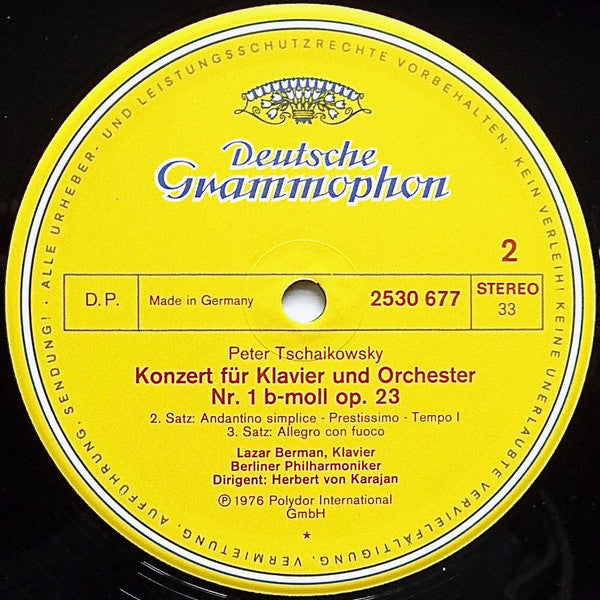 ALLE URHEBER- UND LEISTUNGSSCHUTZRECHTE VORBEHALTEN. KEIN VERLEIH! KEINE UNERLAUBTE VERVIELFÄLTIGUNG, VERMIETUNG, AUFFÜHRUNG, SENDUNG! ·
Deutsche
Grammophon
2
D.P.
Made in Germany
2530 677
STEREO
33
Peter Tschaikowsky
Konzert für Klavier und Orchester
Nr. 1 b-moll op. 23
2. Satz: Andantino simplice - Prestissimo - Tempo I
3. Satz: Allegro con fuoco
Lazar Berman, Klavier
Berliner Philharmoniker
Dirigent: Herbert von Karajan
℗ 1976 Polydor International
GmbH
*